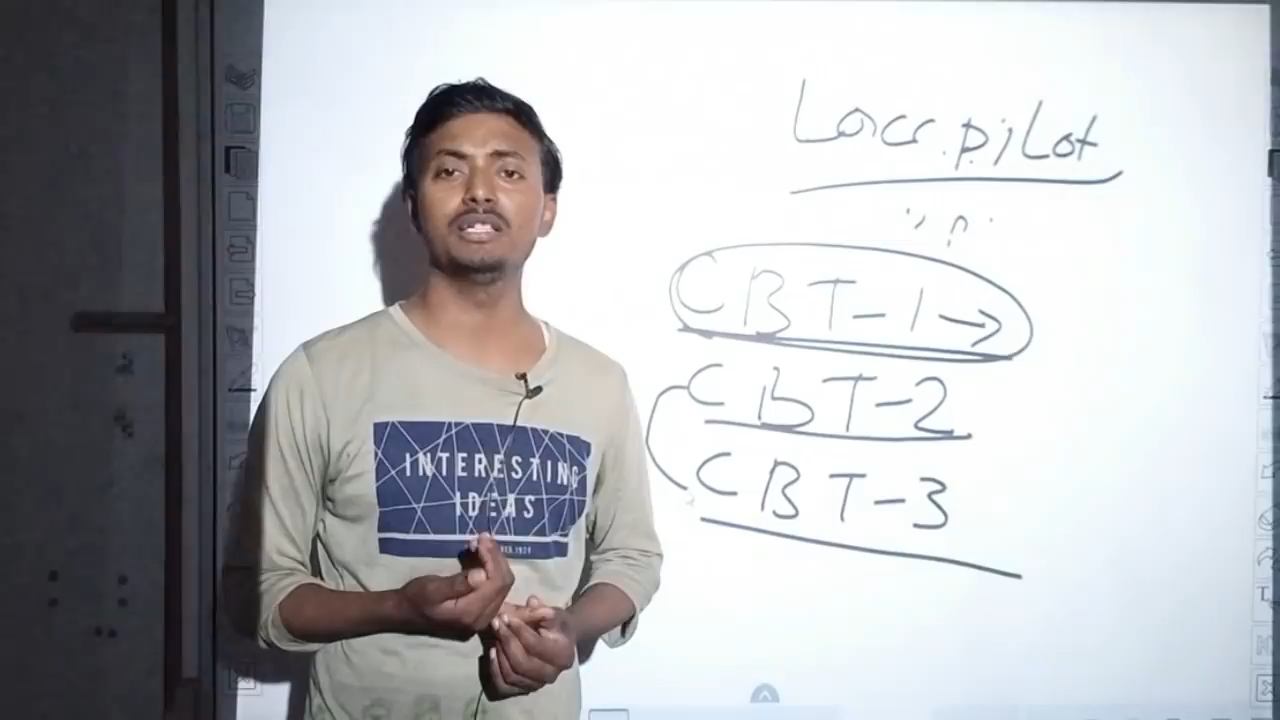 Loco pilot
CBT-1→
CBT-2
CBT-3
INTERESTING
IDEAS